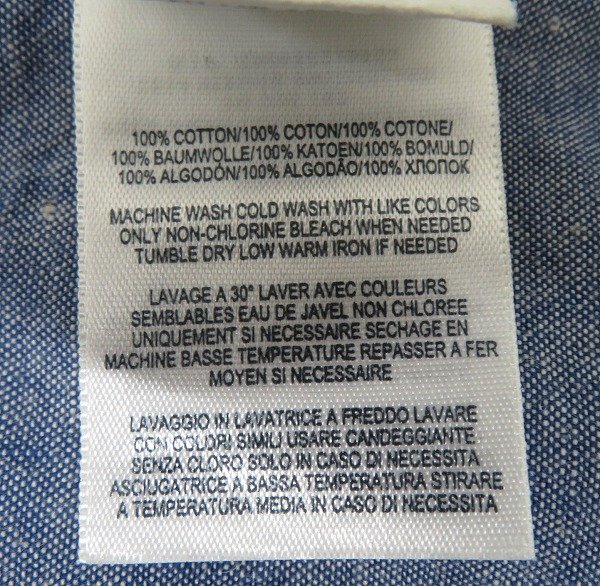 100% COTTON/100% COTON/100% COTONE/
100% BAUMWOLLE/100% KATOEN/100% BOMULD/
100% ALGODÓN/100% ALGODÃO/100% ХЛОПОК
MACHINE WASH COLD WASH WITH LIKE COLORS
ONLY NON-CHLORINE BLEACH WHEN NEEDED
TUMBLE DRY LOW WARM IRON IF NEEDED
LAVAGE A 30° LAVER AVEC COULEURS
SEMBLABLES EAU DE JAVEL NON CHLOREE
UNIQUEMENT SI NECESSAIRE SECHAGE EN
MACHINE BASSE TEMPERATURE REPASSER A FER
MOYEN SI NECESSAIRE
LAVAGGIO IN LAVATRICE A FREDDO LAVARE
CON COLORI SIMILI USARE CANDEGGIANTE
SENZA CLORO SOLO IN CASO DI NECESSITA
ASCIUGATRICE A BASSA TEMPERATURA STIRARE
A TEMPERATURA MEDIA IN CASO DI NECESSITA